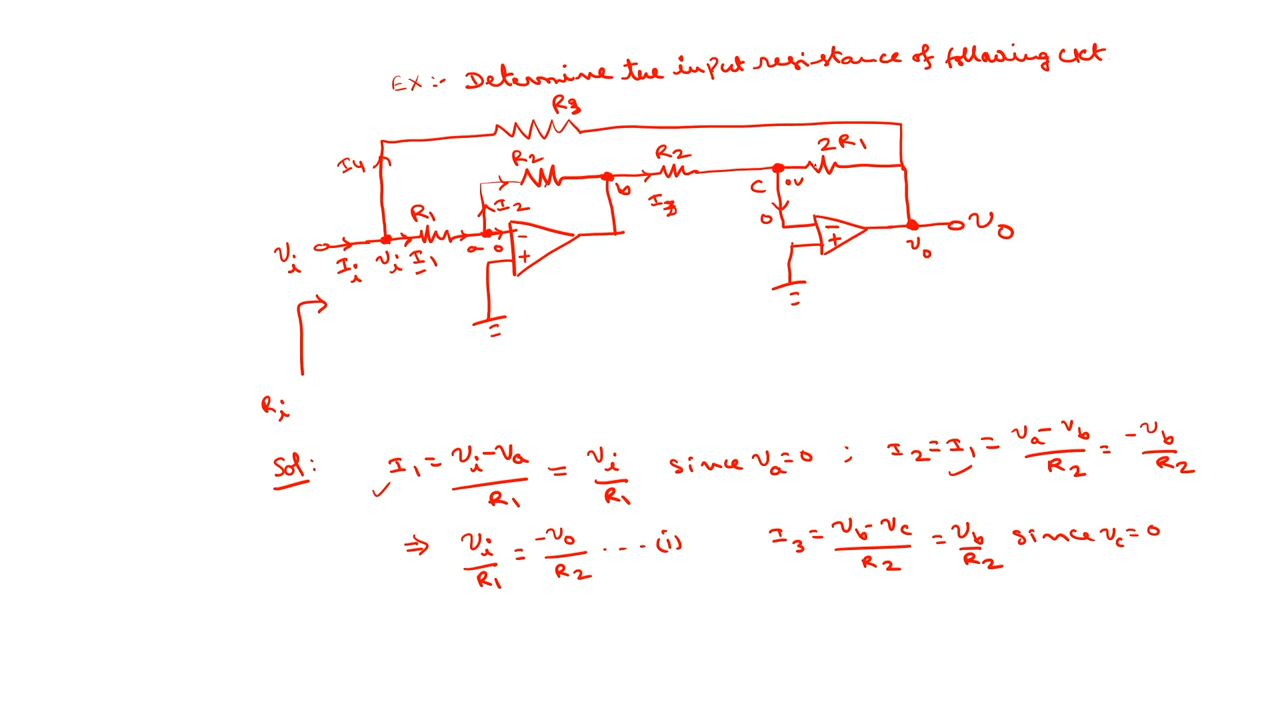 EX :- Determine the input resistance of following ckt
R3
I4
R2
R2
2R1
b
C
0V
I3
I2
R1
a
0
-
+
0
-
+
Vi
Ii
Vi
I1
V0
V0
Ri
Sol: I1 = Vi-Va/R1 = Vi/R1 since Va=0 ; I2=I1 = Va-Vb/R2 = -Vb/R2
⇒ Vi/R1 = -V0/R2 ... (i) I3 = Vb-Vc/R2 = Vb/R2 since Vc=0